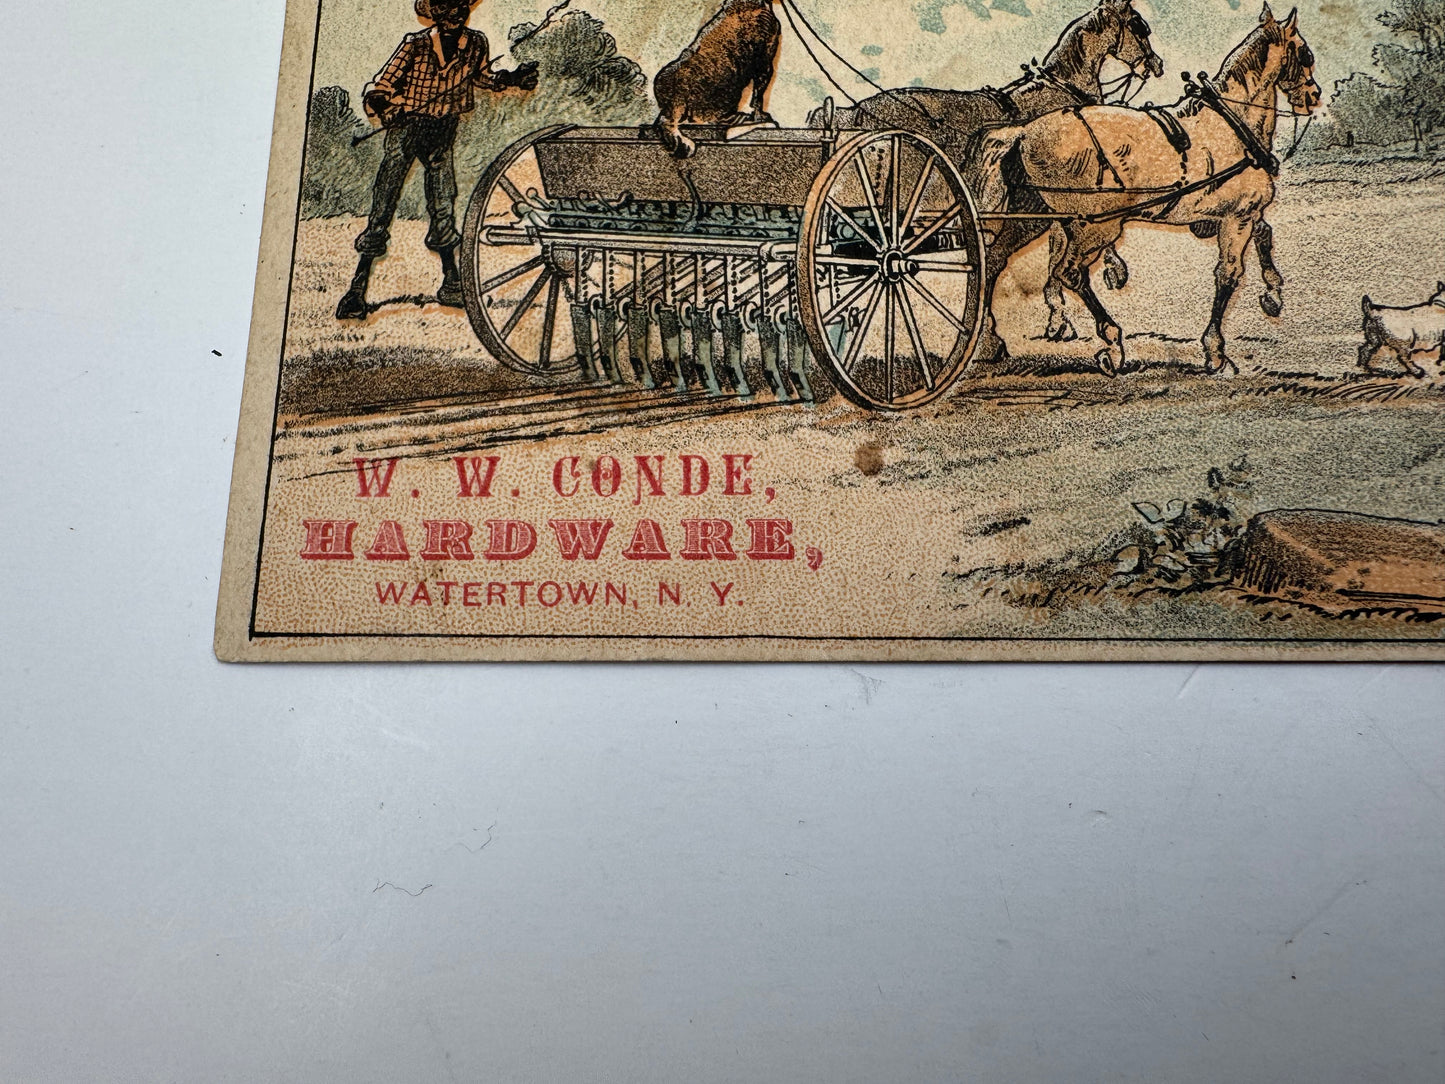 W. W. CONDE,
HARDWARE,
WATERTOWN, N. Y.